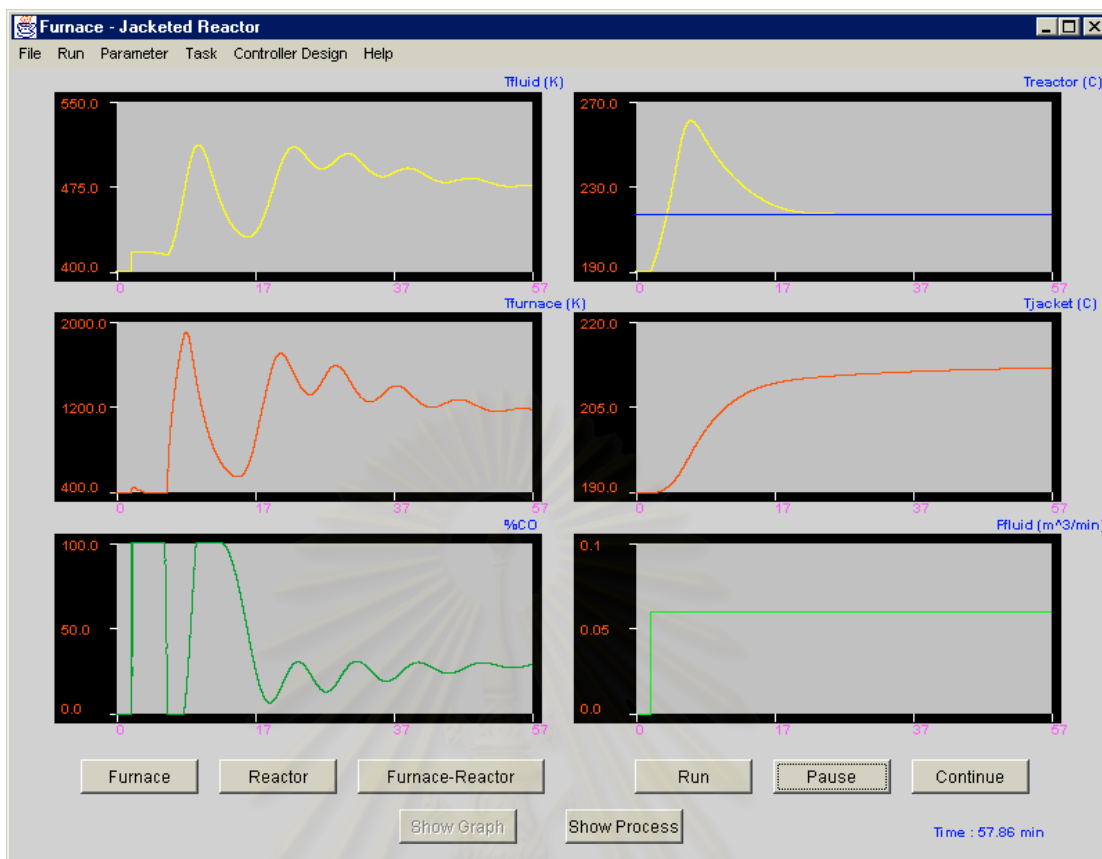 Furnace - Jacketed Reactor
File Run Parameter Task Controller Design Help
Tfluid (K)
550.0
475.0
400.0
0 17 37 57
Treactor (C)
270.0
230.0
190.0
0 17 37 57
Tfurnace (K)
2000.0
1200.0
400.0
0 17 37 57
Tjacket (C)
220.0
205.0
190.0
0 17 37 57
%CO
100.0
50.0
0.0
0 17 37 57
Ffluid (m^3/min)
0.1
0.05
0.0
0 17 37 57
Furnace Reactor Furnace-Reactor Run Pause Continue
Show Graph Show Process
Time : 57.86 min